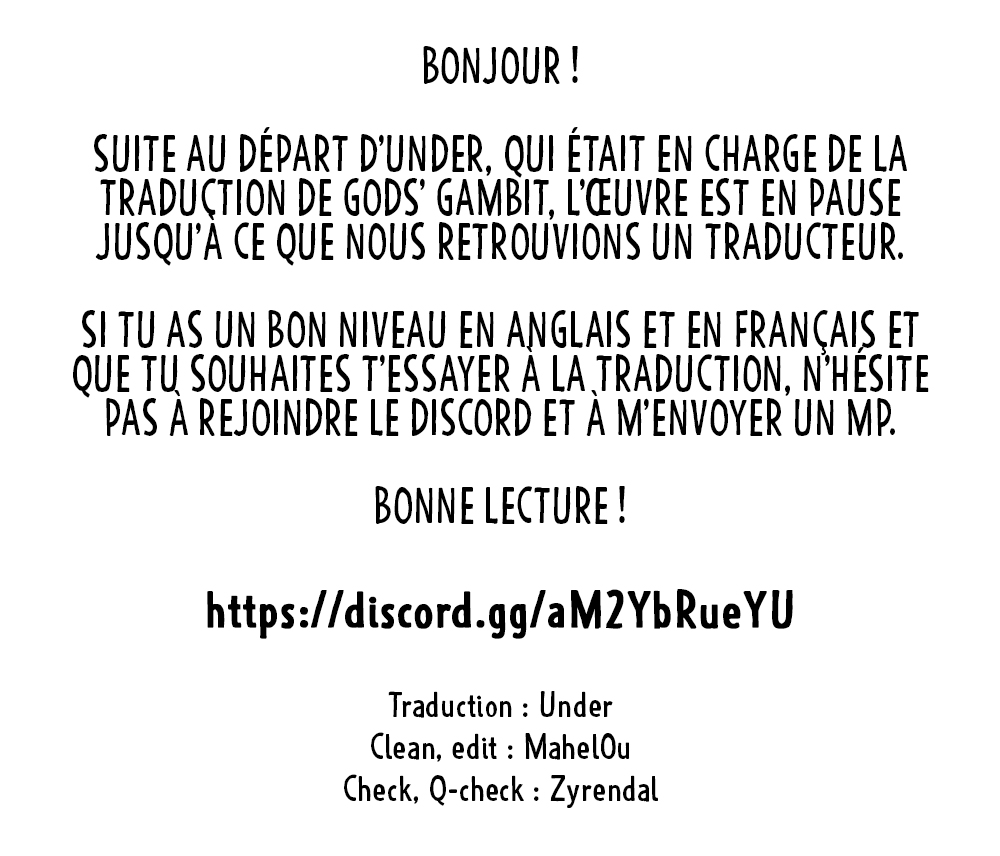 BONJOUR !
SUITE AU DÉPART D'UNDER, QUI ÉTAIT EN CHARGE DE LA
TRADUCTION DE GODS' GAMBIT, L'ŒUVRE EST EN PAUSE
JUSQU'À CE QUE NOUS RETROUVIONS UN TRADUCTEUR.
SI TU AS UN BON NIVEAU EN ANGLAIS ET EN FRANÇAIS ET
QUE TU SOUHAITES T'ESSAYER À LA TRADUCTION, N'HÉSITE
PAS À REJOINDRE LE DISCORD ET À M'ENVOYER UN MP.
BONNE LECTURE !
https://discord.gg/aM2YbRueYU
Traduction : Under
Clean, edit : MahelOu
Check, Q-check : Zyrendal